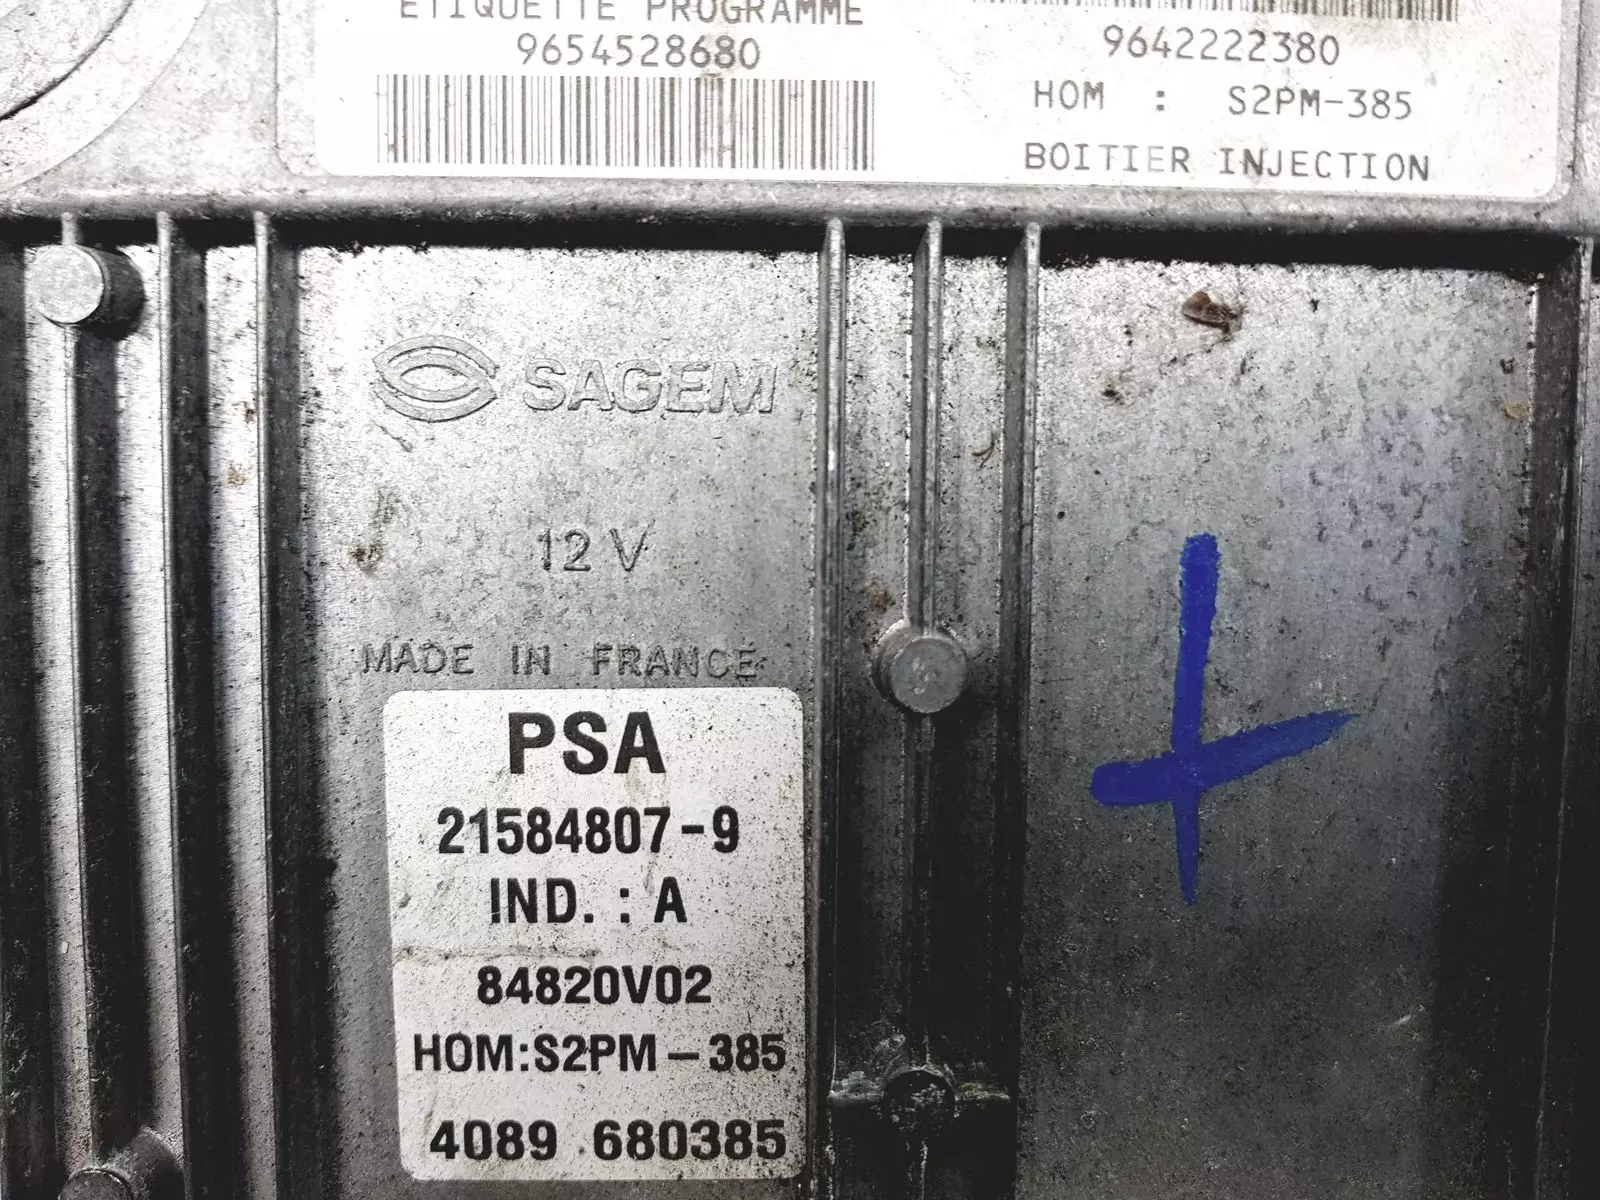 ETIQUETTE PROGRAMME
9654528680
9642222380
HOM : S2PM-385
BOITIER INJECTION
SAGEM
12 V
MADE IN FRANCE
PSA
21584807-9
IND. : A
84820V02
HOM:S2PM-385
4089 680385